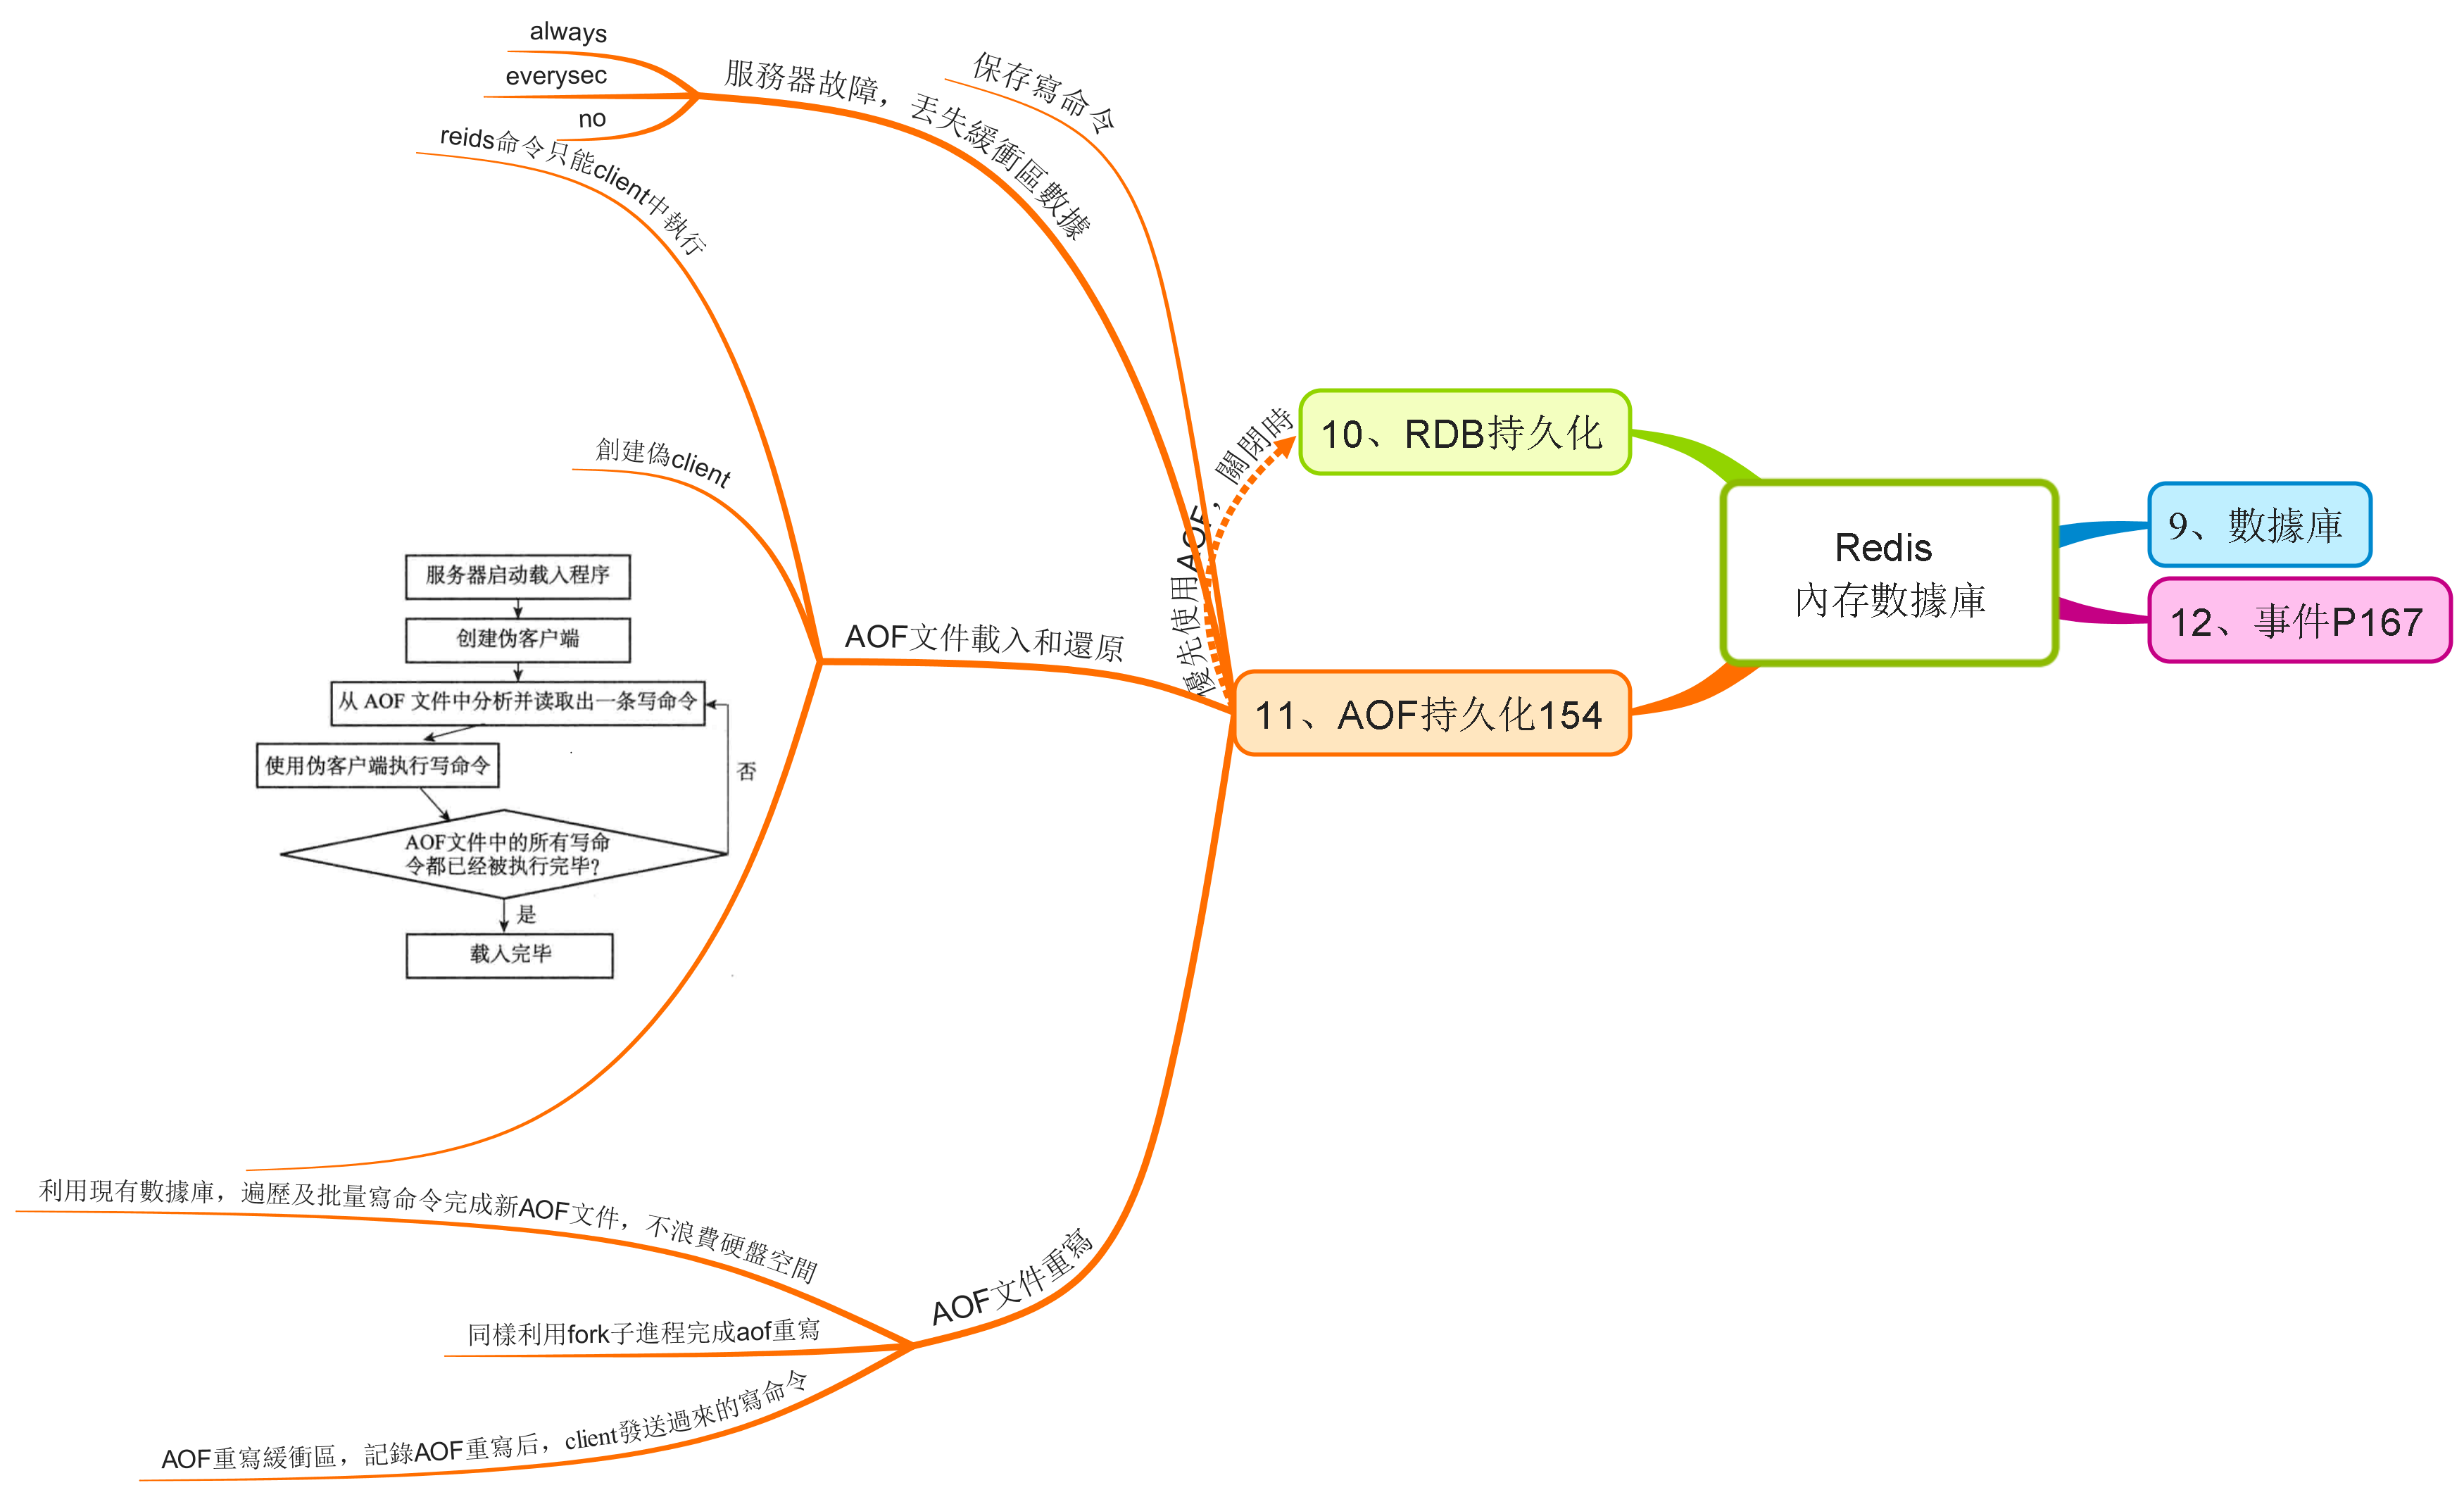 always
everysec
no
服務器故障，丟失緩衝區數據
保存寫命令
reids命令只能client中執行
創建偽client
服务器启动载入程序
创建伪客户端
从 AOF 文件中分析并读取出一条写命令
使用伪客户端执行写命令
否
AOF文件中的所有写命
令都已经被执行完毕?
是
载入完毕
AOF文件載入和還原
優先使用AOF，關閉時
10、RDB持久化
11、AOF持久化154
Redis
內存數據庫
9、數據庫
12、事件P167
利用現有數據庫，遍歷及批量寫命令完成新AOF文件，不浪費硬盤空間
同樣利用fork子進程完成aof重寫
AOF重寫緩衝區，記錄AOF重寫后，client發送過來的寫命令
AOF文件重寫